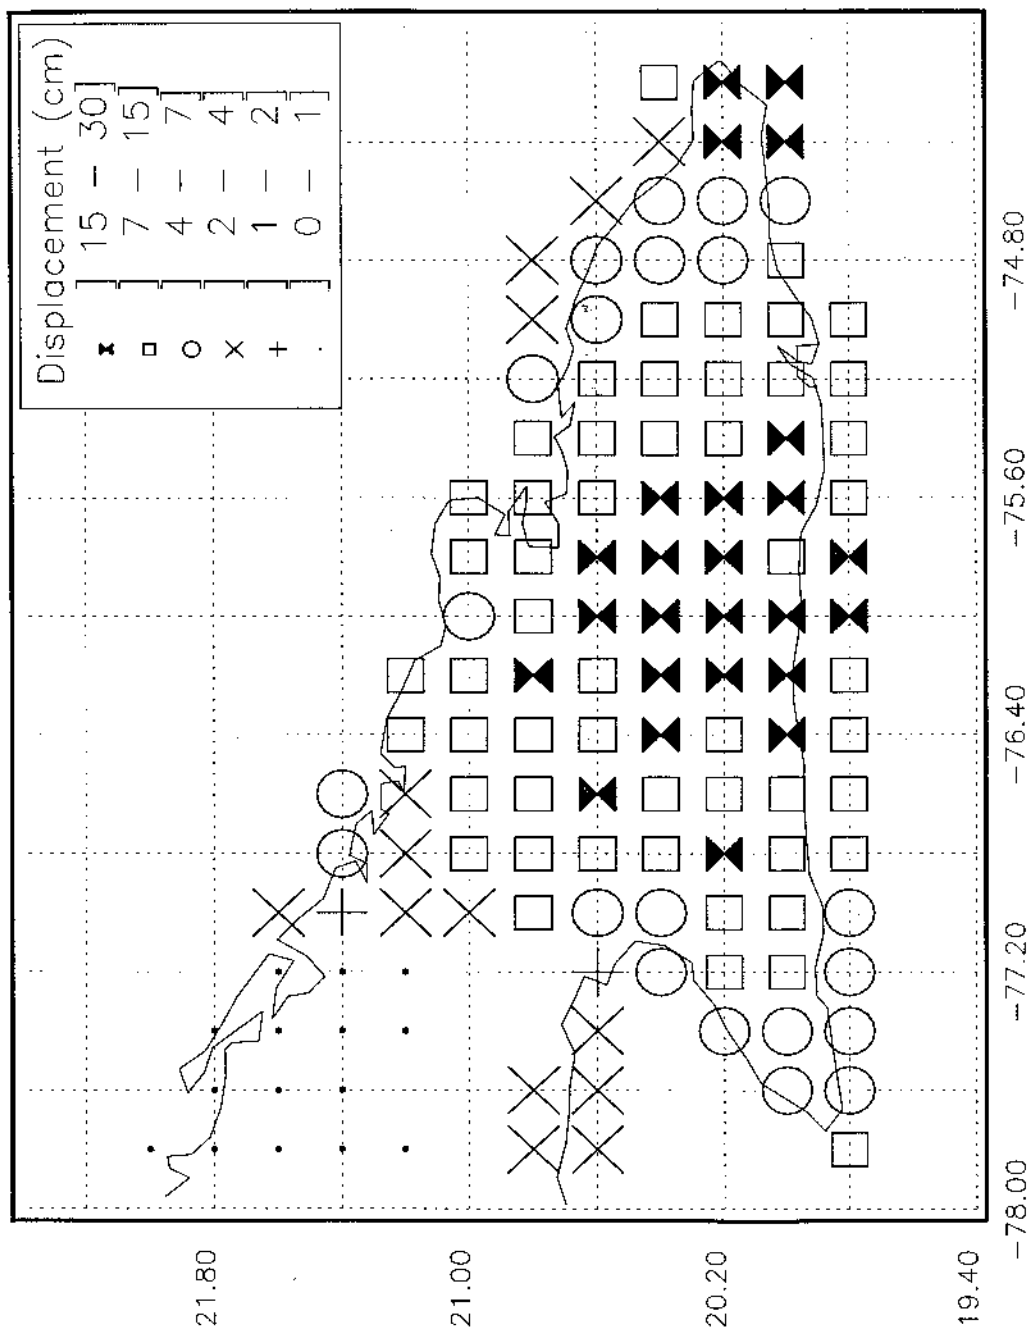 Displacement (cm)
[ 15 – 30 ]
[ 7 – 15 ]
[ 4 – 7 ]
[ 2 – 4 ]
[ 1 – 2 ]
[ 0 – 1 ]
21.80
21.00
20.20
19.40
−78.00
−77.20
−76.40
−75.60
−74.80